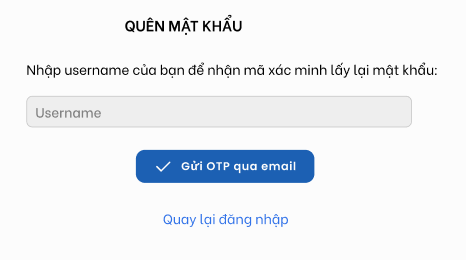 QUÊN MẬT KHẨU
Nhập username của bạn để nhận mã xác minh lấy lại mật khẩu:
Username
Gửi OTP qua email
Quay lại đăng nhập